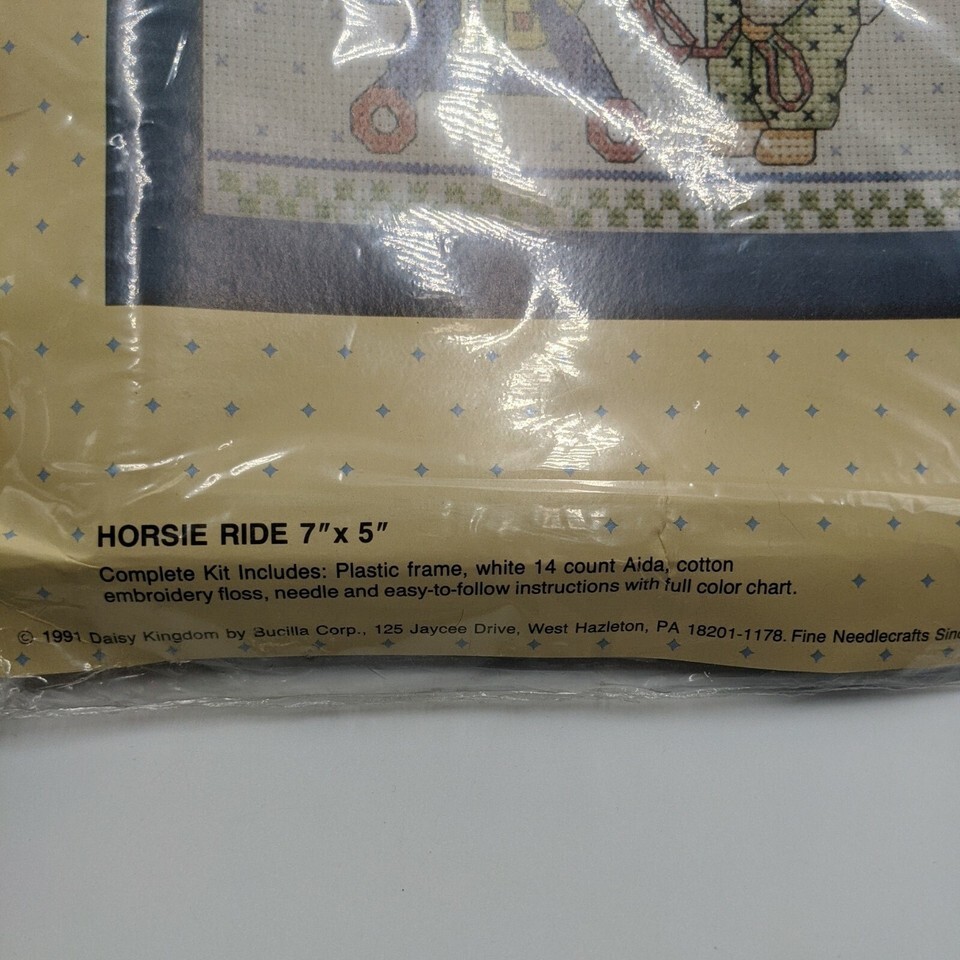 HORSIE RIDE 7" x 5"
Complete Kit Includes: Plastic frame, white 14 count Aida, cotton
embroidery floss, needle and easy-to-follow instructions with full color chart.
© 1991 Daisy Kingdom by Bucilla Corp., 125 Jaycee Drive, West Hazleton, PA 18201-1178. Fine Needlecrafts